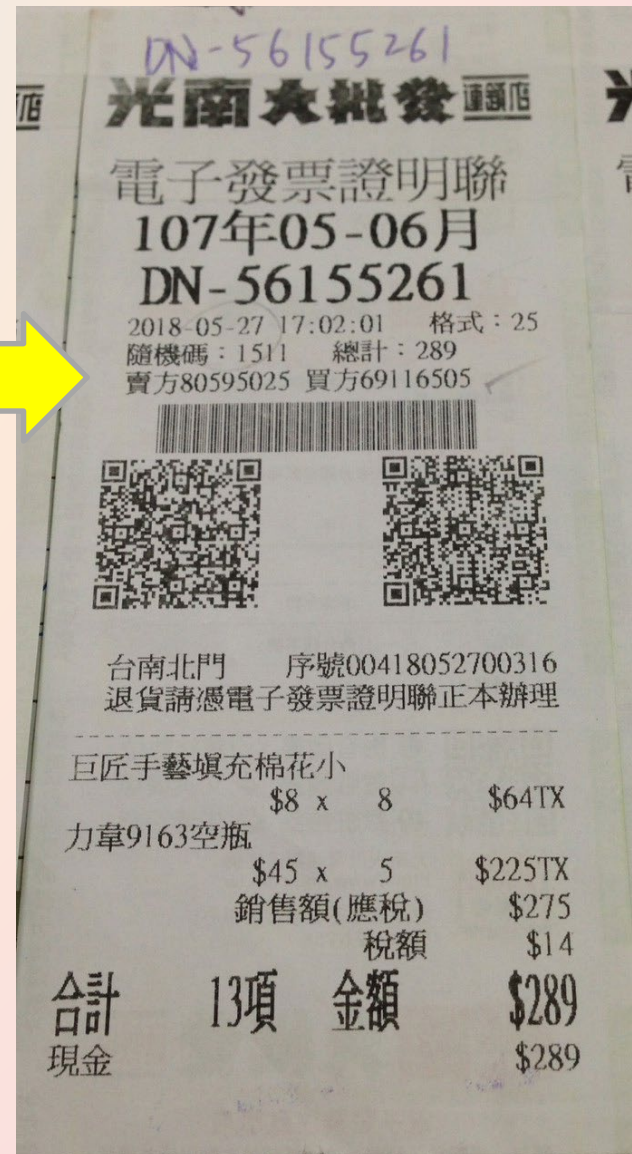 DN-56155261
光南大批發連鎖店
電子發票證明聯
107年05-06月
DN-56155261
2018-05-27 17:02:01 格式：25
隨機碼：1511 總計：289
賣方80595025 買方69116505
台南北門 序號00418052700316
退貨請憑電子發票證明聯正本辦理
巨匠手藝填充棉花小
$8 x 8 $64TX
力韋9163空瓶
$45 x 5 $225TX
銷售額(應稅) $275
稅額 $14
合計 13項 金額 $289
現金 $289